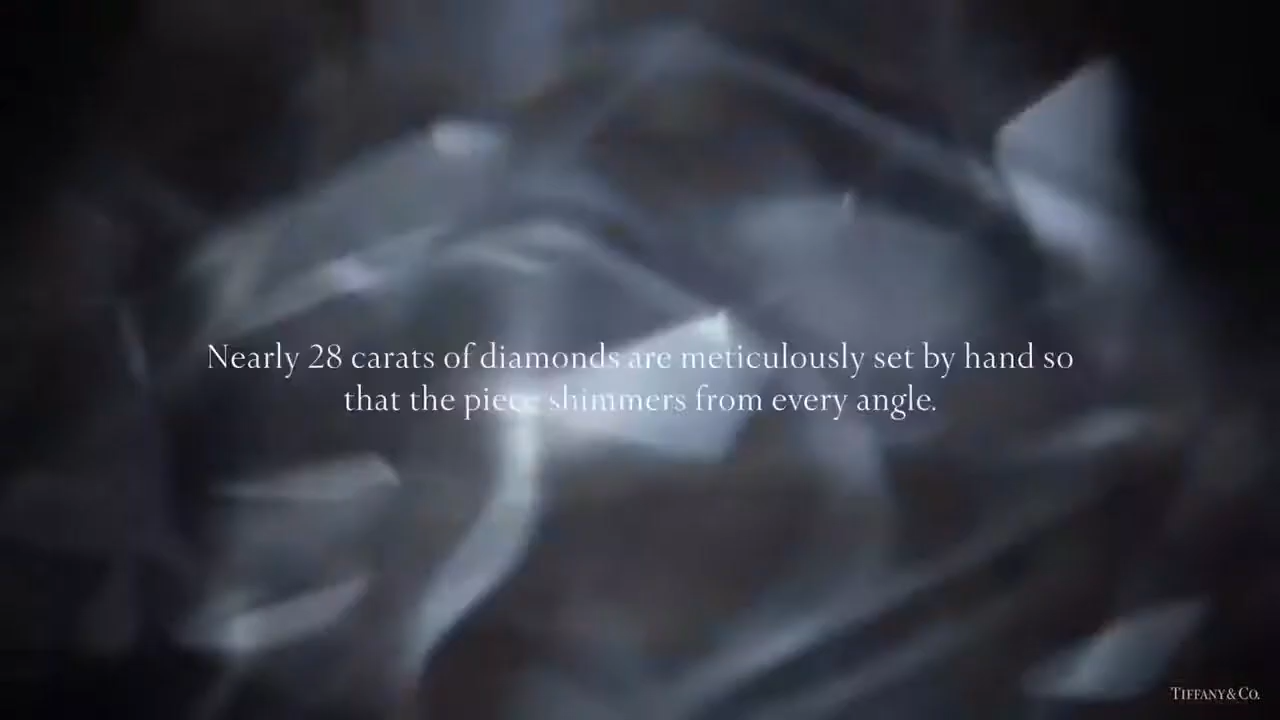 Nearly 28 carats of diamonds are meticulously set by hand so
that the piece shimmers from every angle.
TIFFANY & CO.